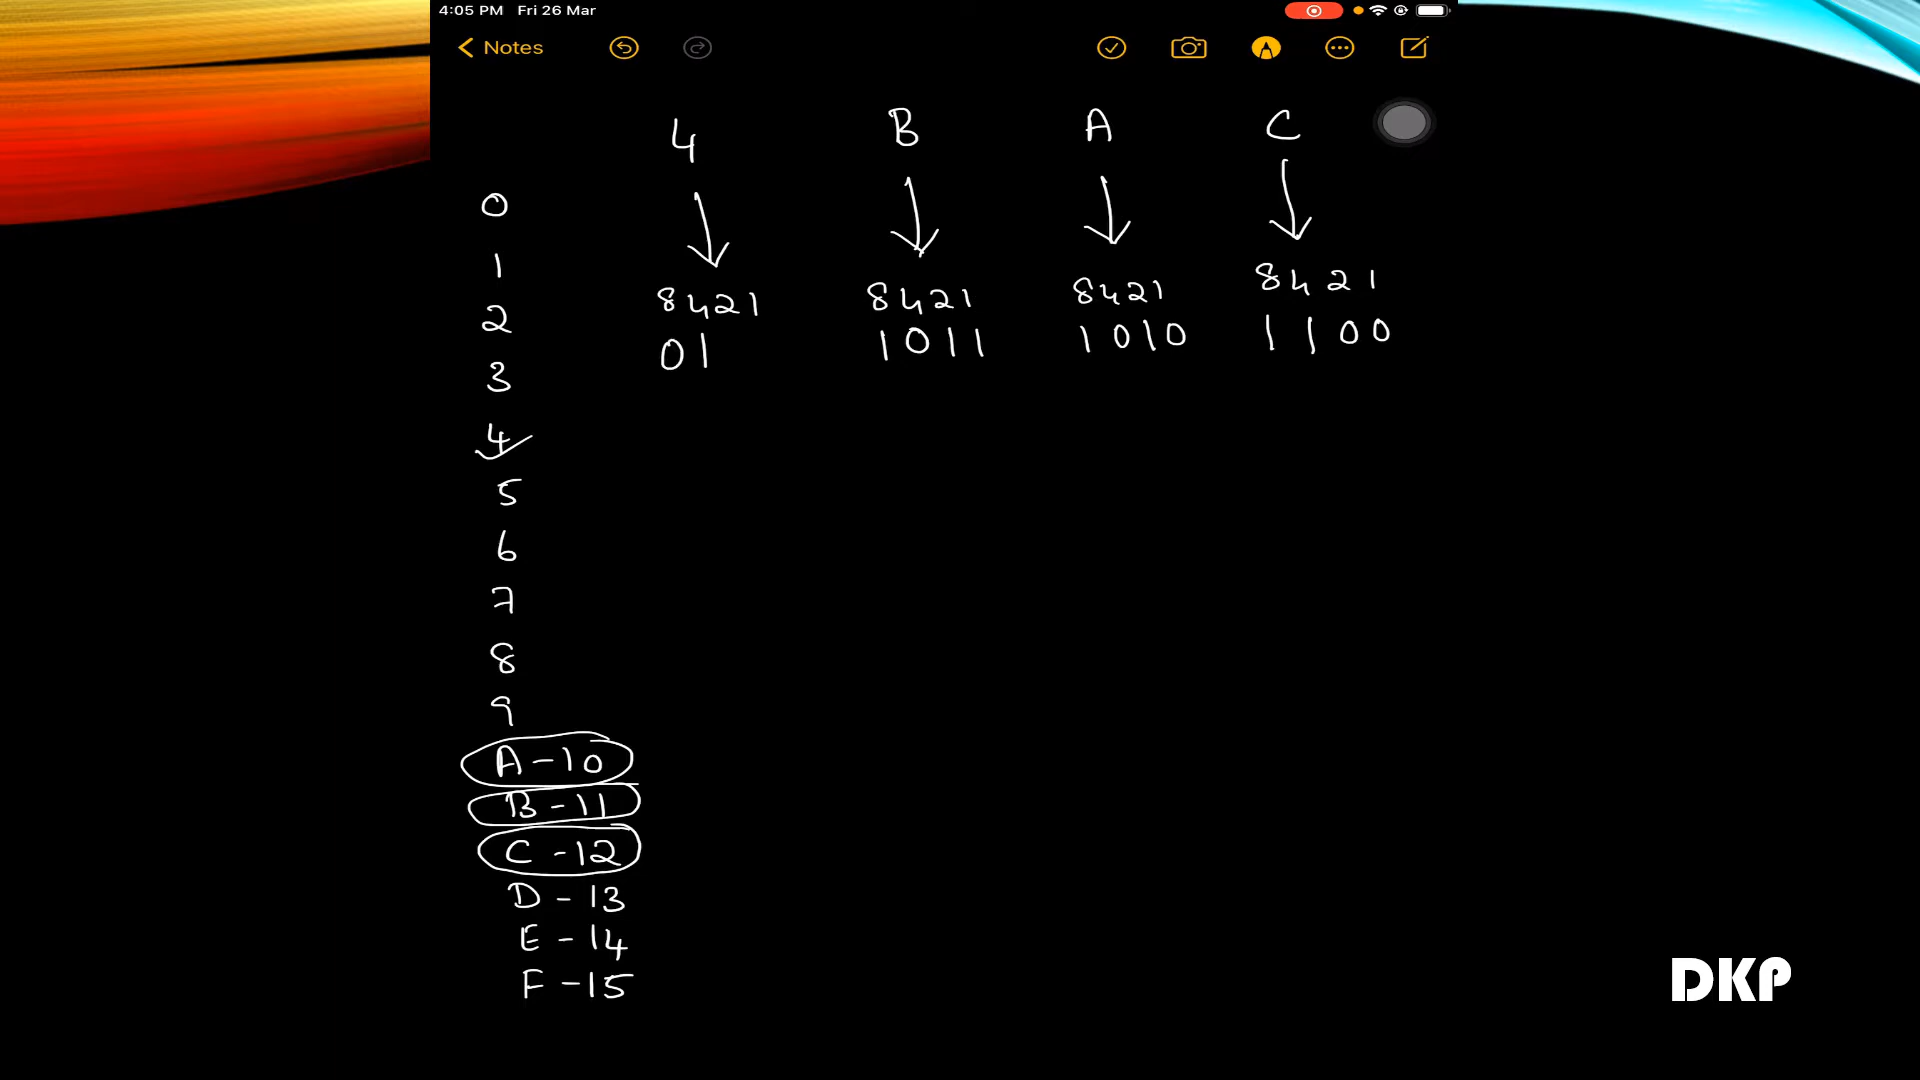 4:05 PM Fri 26 Mar
Notes
4 B A C
0
1
8421 8421 8421 8421
2
01 1011 1010 1100
3
4
5
6
7
8
9
A-10
B-11
C-12
D-13
E-14
F-15
DKP